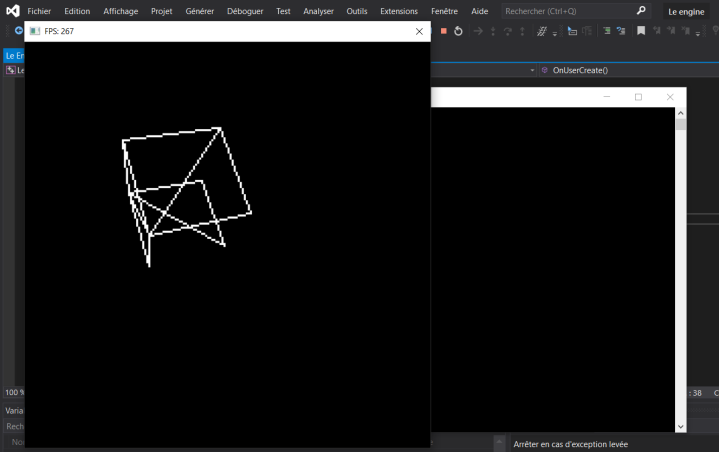 Fichier Edition Affichage Projet Générer Déboguer Test Analyser Outils Extensions Fenêtre Aide Rechercher (Ctrl+Q) Le engine
FPS: 267
Le En
Le
OnUserCreate()
100 %
: 38
Varia
Rech
Arrêter en cas d'exception levée